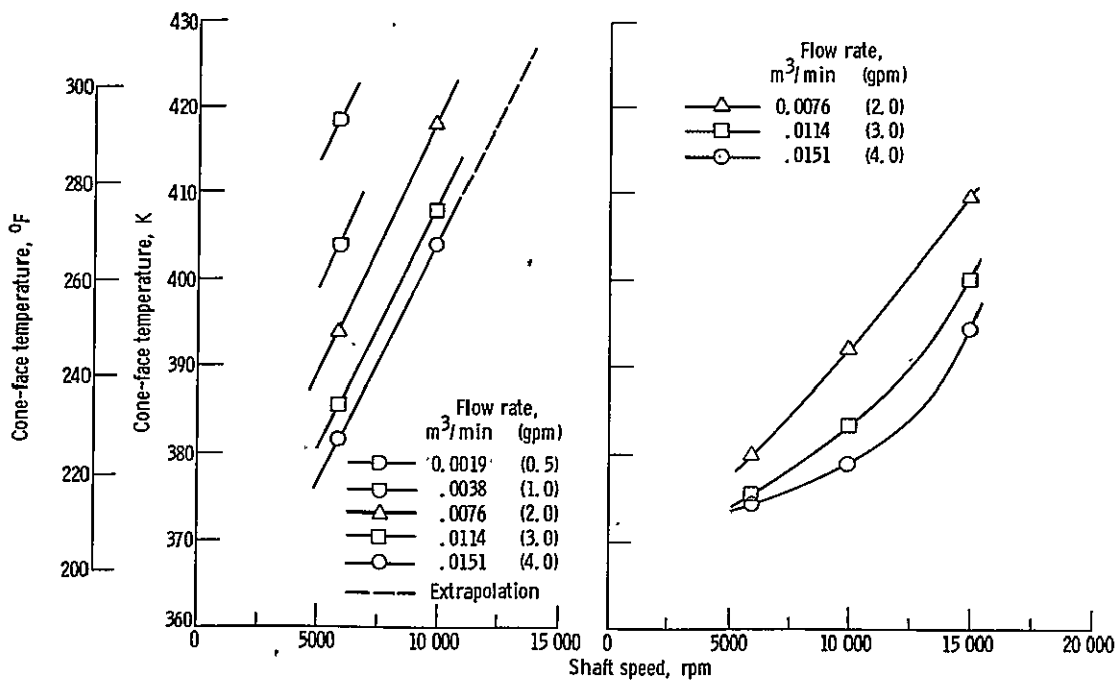 Cone-face temperature, °F
300
280
260
240
220
200
Cone-face temperature, K
430
420
410
400
390
380
370
360
Flow rate,
m³/min (gpm)
0.0019 (0.5)
.0038 (1.0)
.0076 (2.0)
.0114 (3.0)
.0151 (4.0)
Extrapolation
0 5000 10 000 15 000
Flow rate,
m³/min (gpm)
0.0076 (2.0)
.0114 (3.0)
.0151 (4.0)
0 5000 10 000 15 000 20 000
Shaft speed, rpm